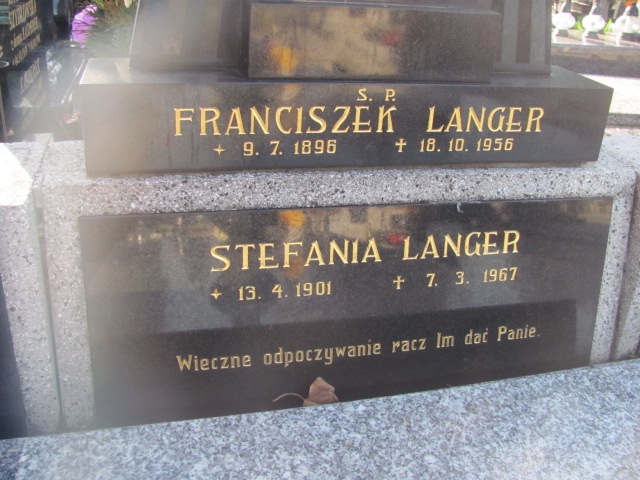 S. P.
FRANCISZEK LANGER
9. 7. 1896 18. 10. 1956
STEFANIA LANGER
13. 4. 1901 7. 3. 1967
Wieczne odpoczywanie racz Im dać Panie.